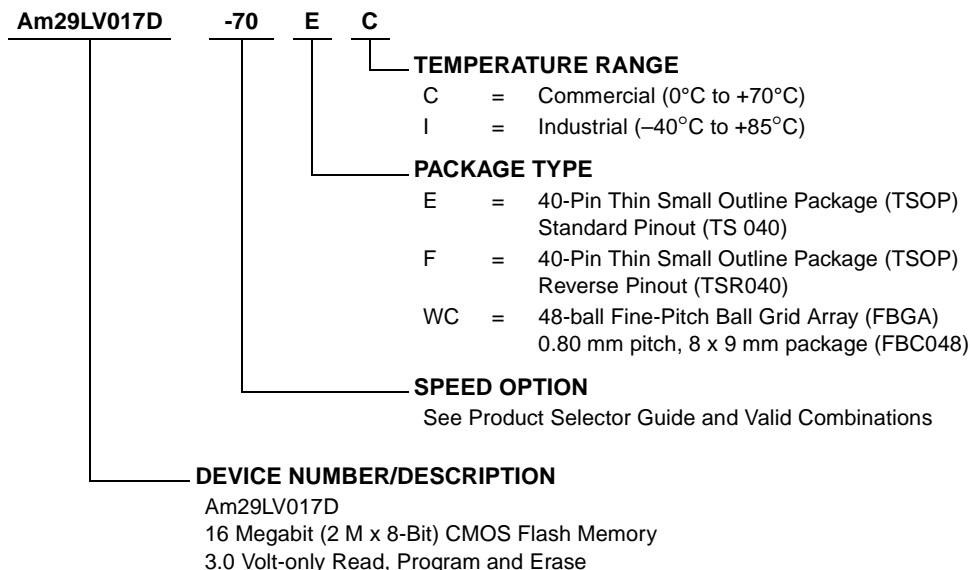 Am29LV017D -70 E C
TEMPERATURE RANGE
C = Commercial (0°C to +70°C)
I = Industrial (–40°C to +85°C)
PACKAGE TYPE
E = 40-Pin Thin Small Outline Package (TSOP)
Standard Pinout (TS 040)
F = 40-Pin Thin Small Outline Package (TSOP)
Reverse Pinout (TSR040)
WC = 48-ball Fine-Pitch Ball Grid Array (FBGA)
0.80 mm pitch, 8 x 9 mm package (FBC048)
SPEED OPTION
See Product Selector Guide and Valid Combinations
DEVICE NUMBER/DESCRIPTION
Am29LV017D
16 Megabit (2 M x 8-Bit) CMOS Flash Memory
3.0 Volt-only Read, Program and Erase